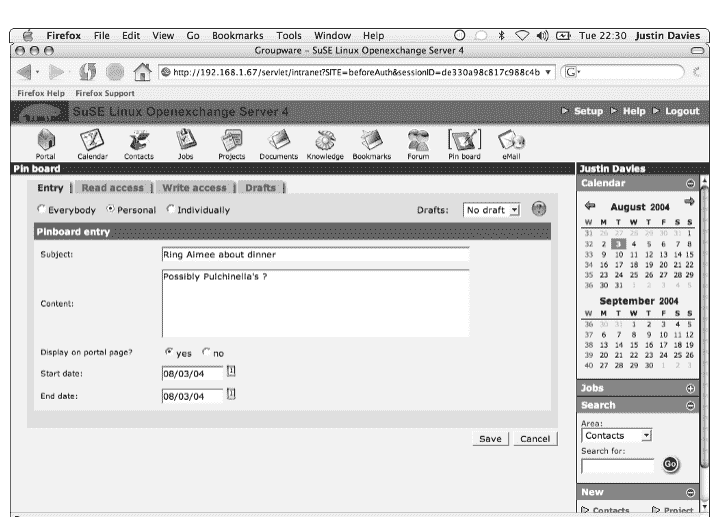 Firefox File Edit View Go Bookmarks Tools Window Help Tue 22:30 Justin Davies
Groupware – SuSE Linux Openexchange Server 4
http://192.168.1.67/servlet/intranet?SITE=beforeAuth&sessionID=de330a98c817c988c4b
Firefox Help Firefox Support
SuSE Linux Openexchange Server 4
Setup Help Logout
Portal Calendar Contacts Jobs Projects Documents Knowledge Bookmarks Forum Pin board eMail
Pin board
Entry Read access Write access Drafts
Everybody Personal Individually Drafts: No draft
Pinboard entry
Subject: Ring Aimee about dinner
Content: Possibly Pulchinella's ?
Display on portal page? yes no
Start date: 08/03/04
End date: 08/03/04
Save Cancel
Justin Davies
Calendar
August 2004
W M T W T F S S
31 26 27 28 29 30 31 1
32 2 3 4 5 6 7 8
33 9 10 11 12 13 14 15
34 16 17 18 19 20 21 22
35 23 24 25 26 27 28 29
36 30 31 1 2 3 4 5
September 2004
W M T W T F S S
36 30 31 1 2 3 4 5
37 6 7 8 9 10 11 12
38 13 14 15 16 17 18 19
39 20 21 22 23 24 25 26
40 27 28 29 30 1 2 3
Jobs
Search
Area:
Contacts
Search for:
Go
New
Contacts Project